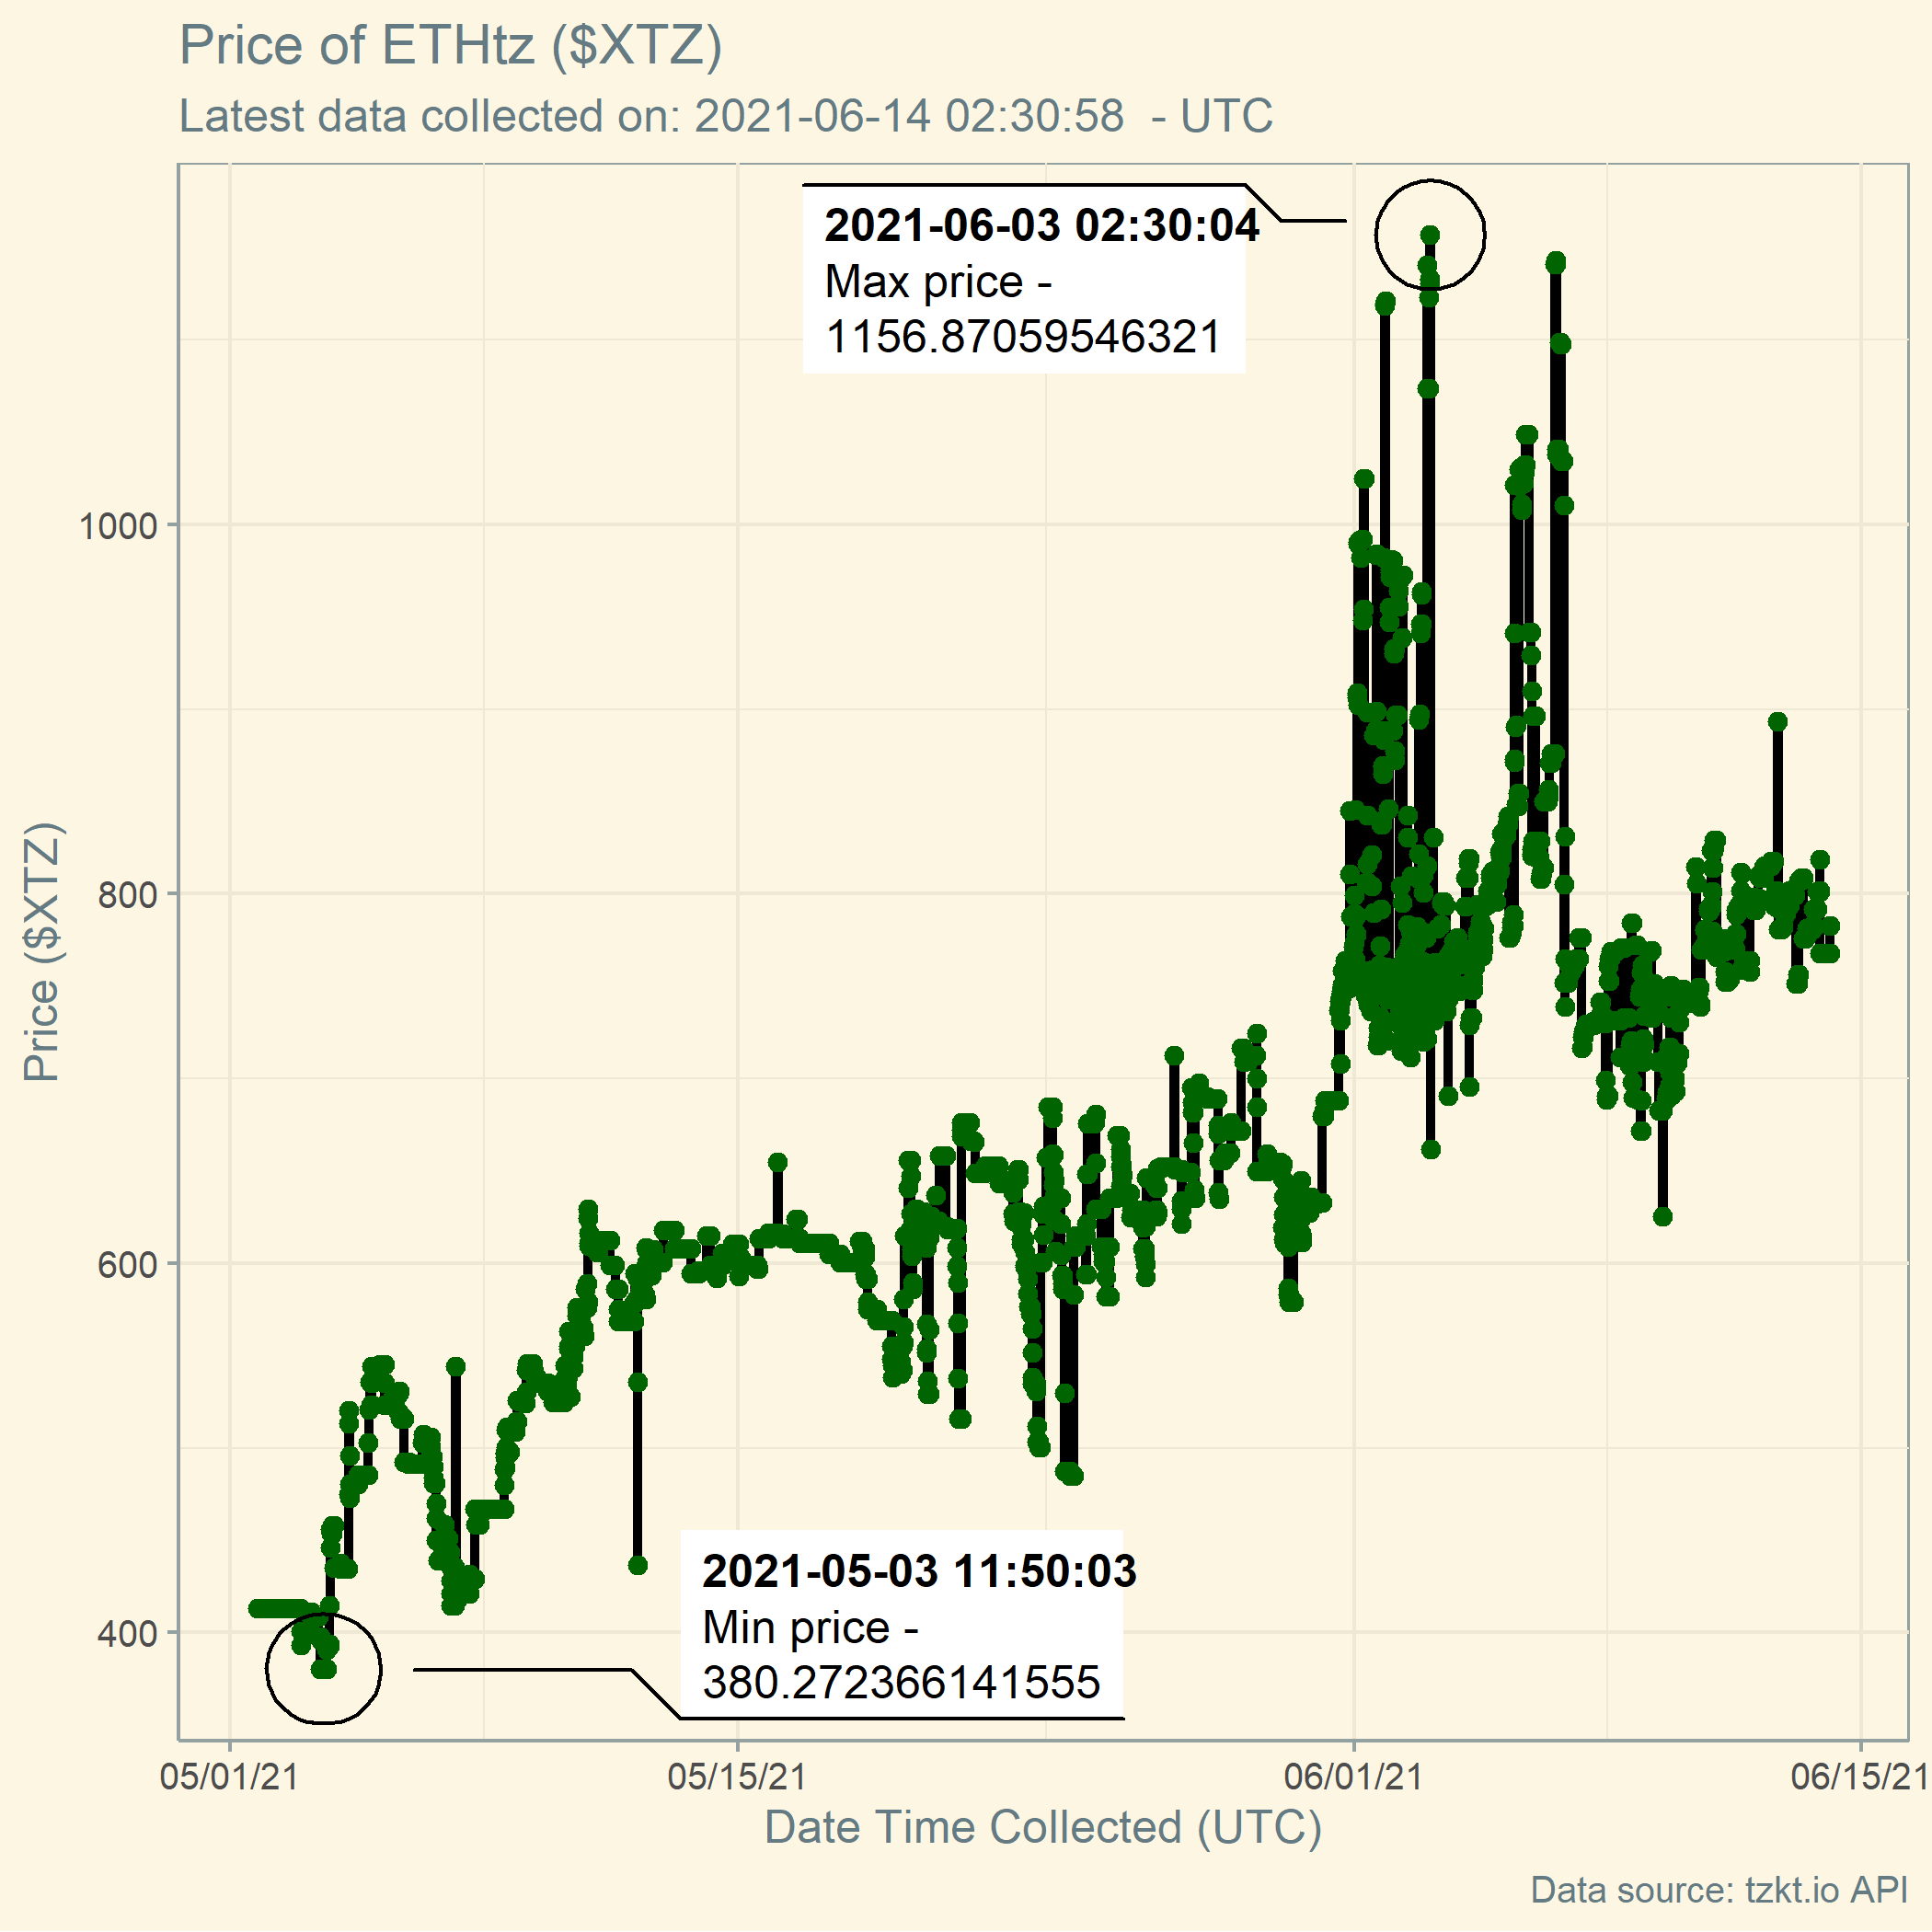 Price of ETHtz ($XTZ)
Latest data collected on: 2021-06-14 02:30:58  - UTC
2021-06-03 02:30:04
Max price -
1156.87059546321
1000
800
600
400
Price ($XTZ)
2021-05-03 11:50:03
Min price -
380.272366141555
05/01/21
05/15/21
06/01/21
06/15/21
Date Time Collected (UTC)
Data source: tzkt.io API